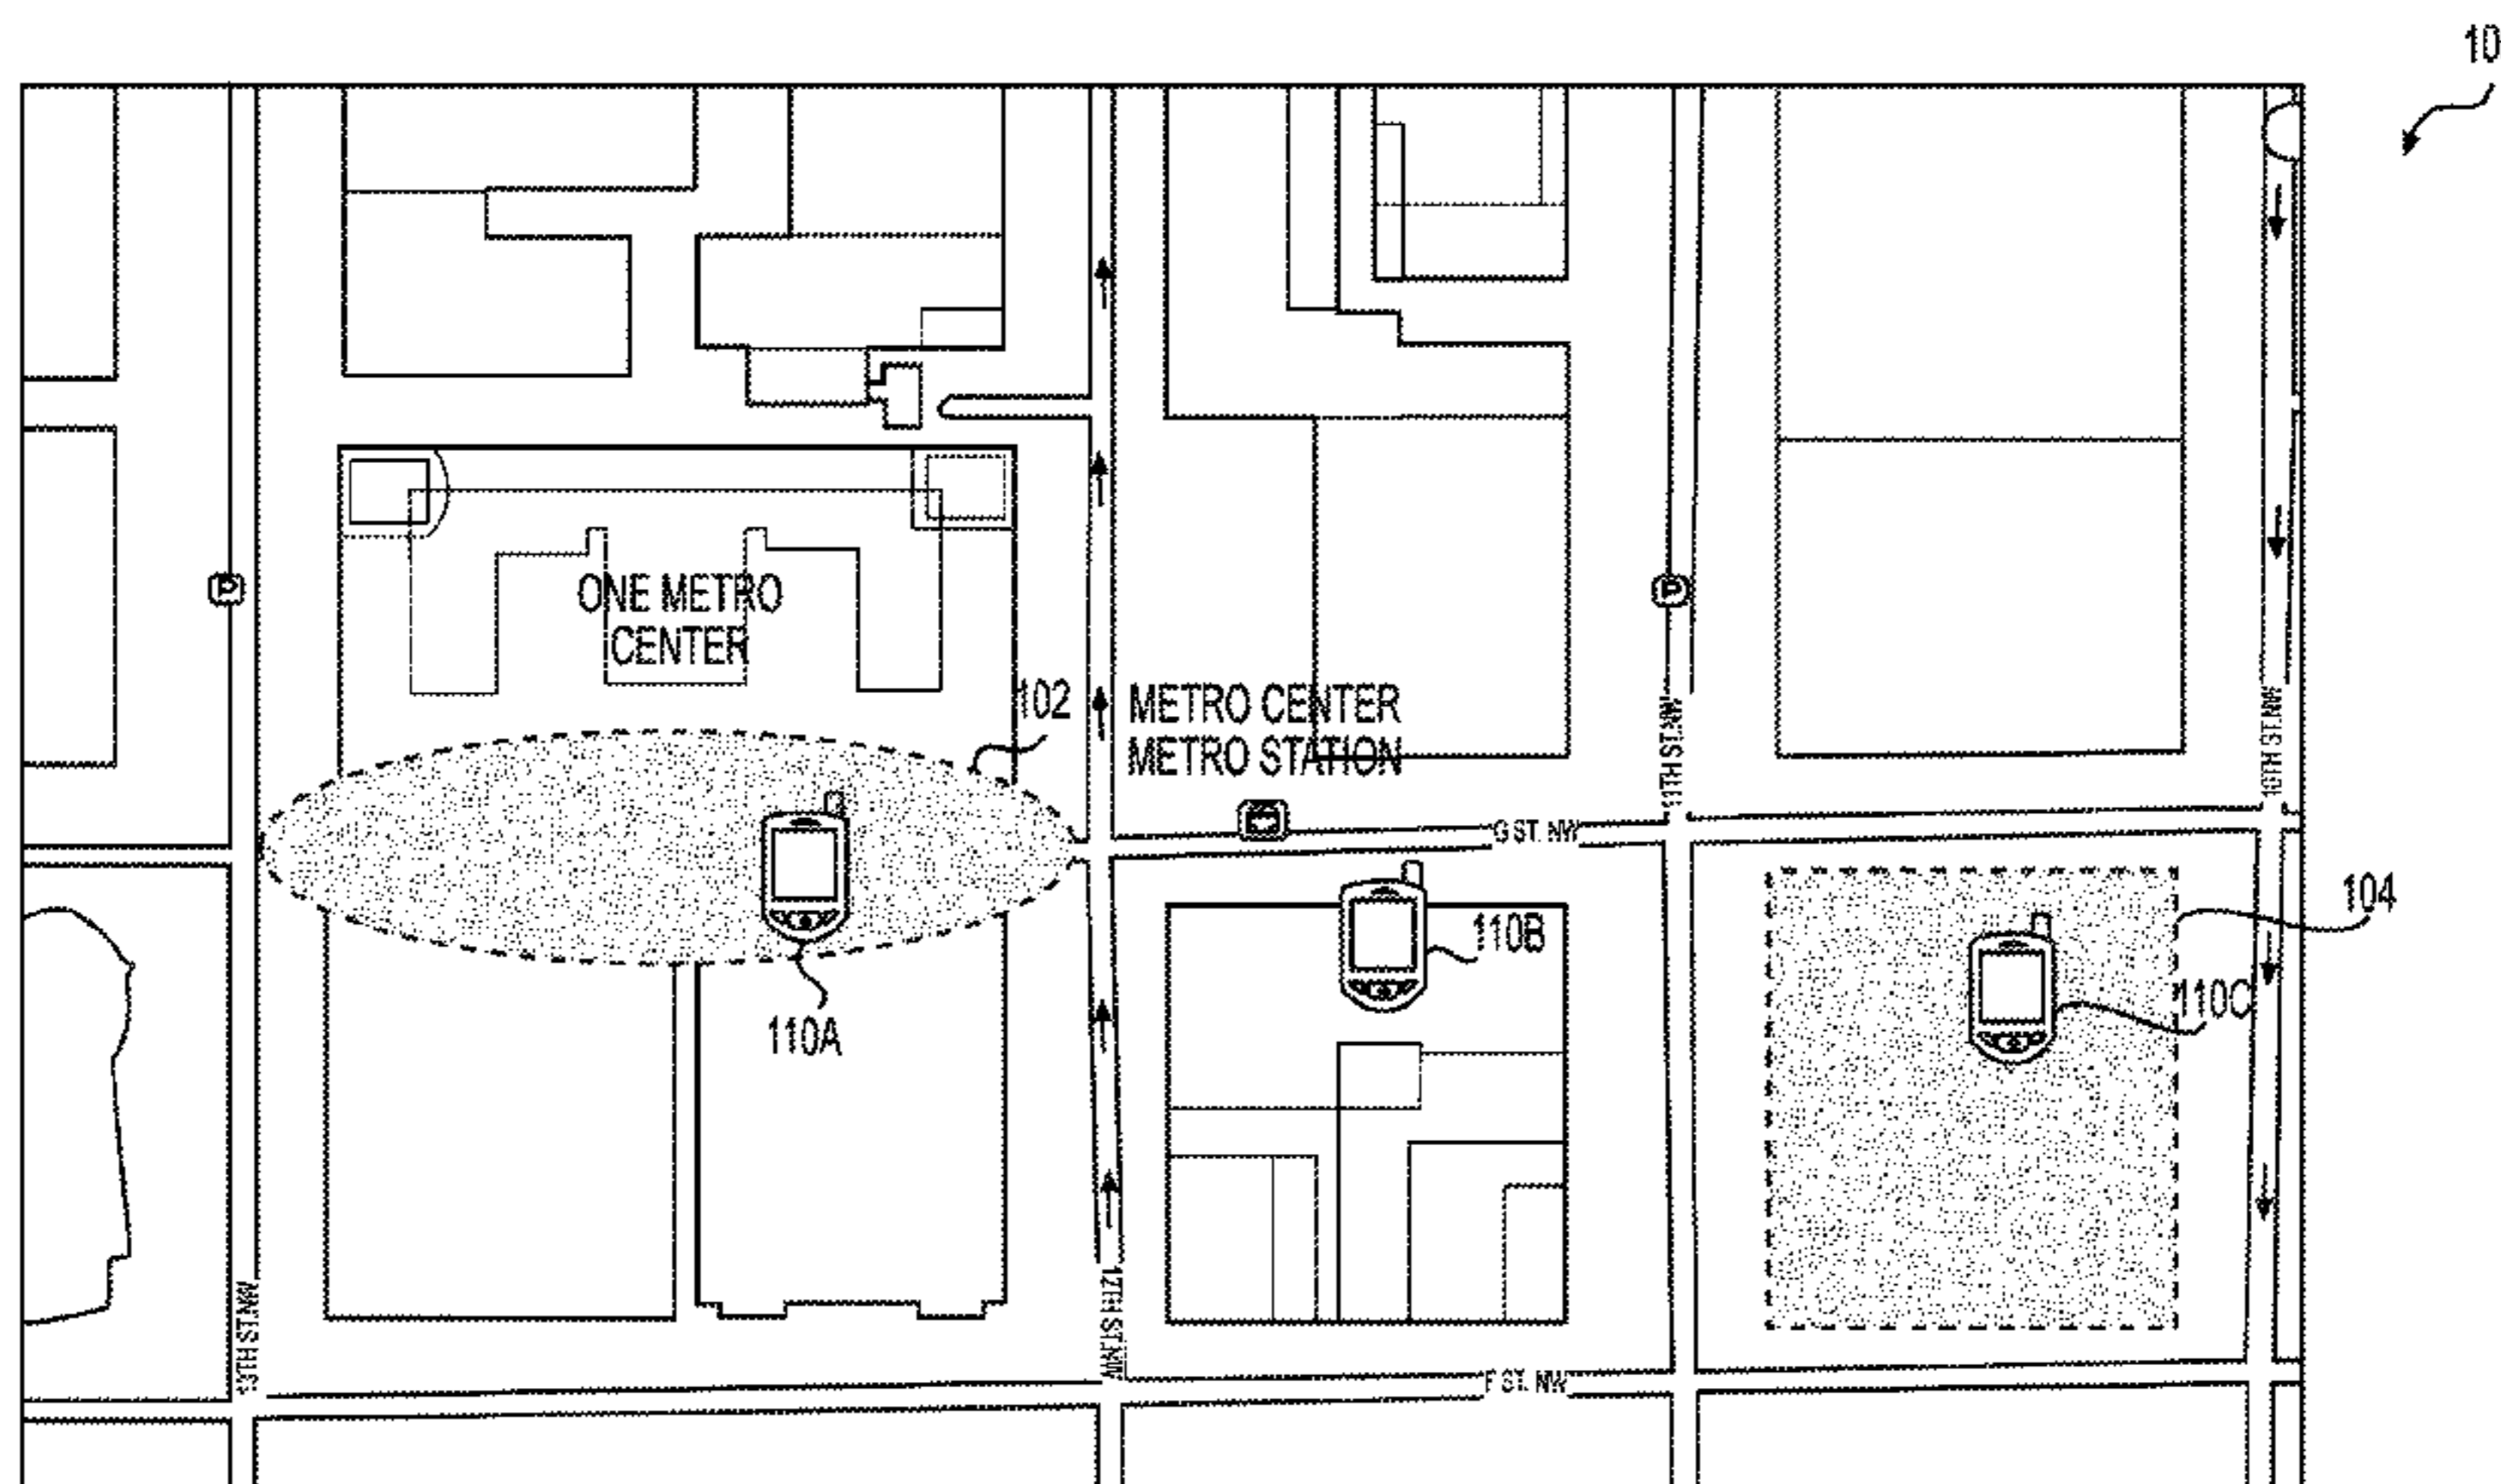 10
P
P
ONE METRO
CENTER
102
METRO CENTER
METRO STATION
11TH ST.NW
10TH ST.NW
G ST. NW
104
110B
110C
110A
13TH ST.NW
12TH ST.NW
F ST. NW